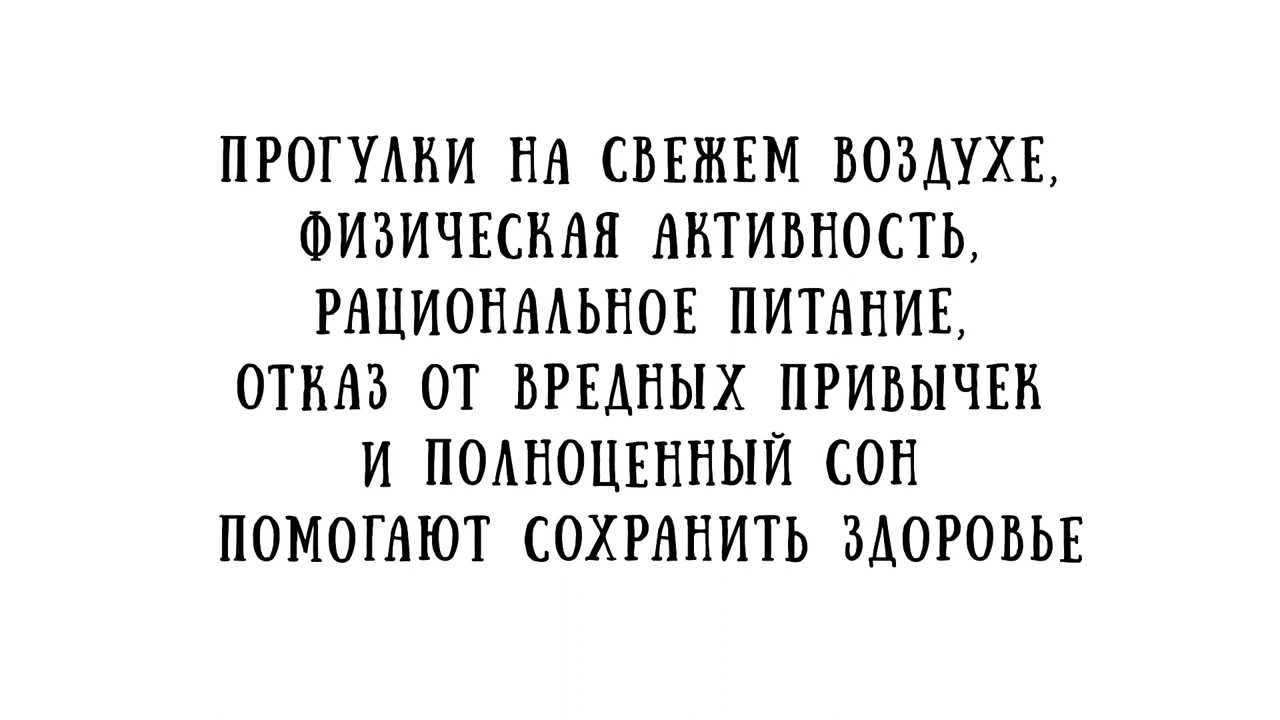 ПРОГУЛКИ НА СВЕЖЕМ ВОЗДУХЕ,
ФИЗИЧЕСКАЯ АКТИВНОСТЬ,
РАЦИОНАЛЬНОЕ ПИТАНИЕ,
ОТКАЗ ОТ ВРЕДНЫХ ПРИВЫЧЕК
И ПОЛНОЦЕННЫЙ СОН
ПОМОГАЮТ СОХРАНИТЬ ЗДОРОВЬЕ